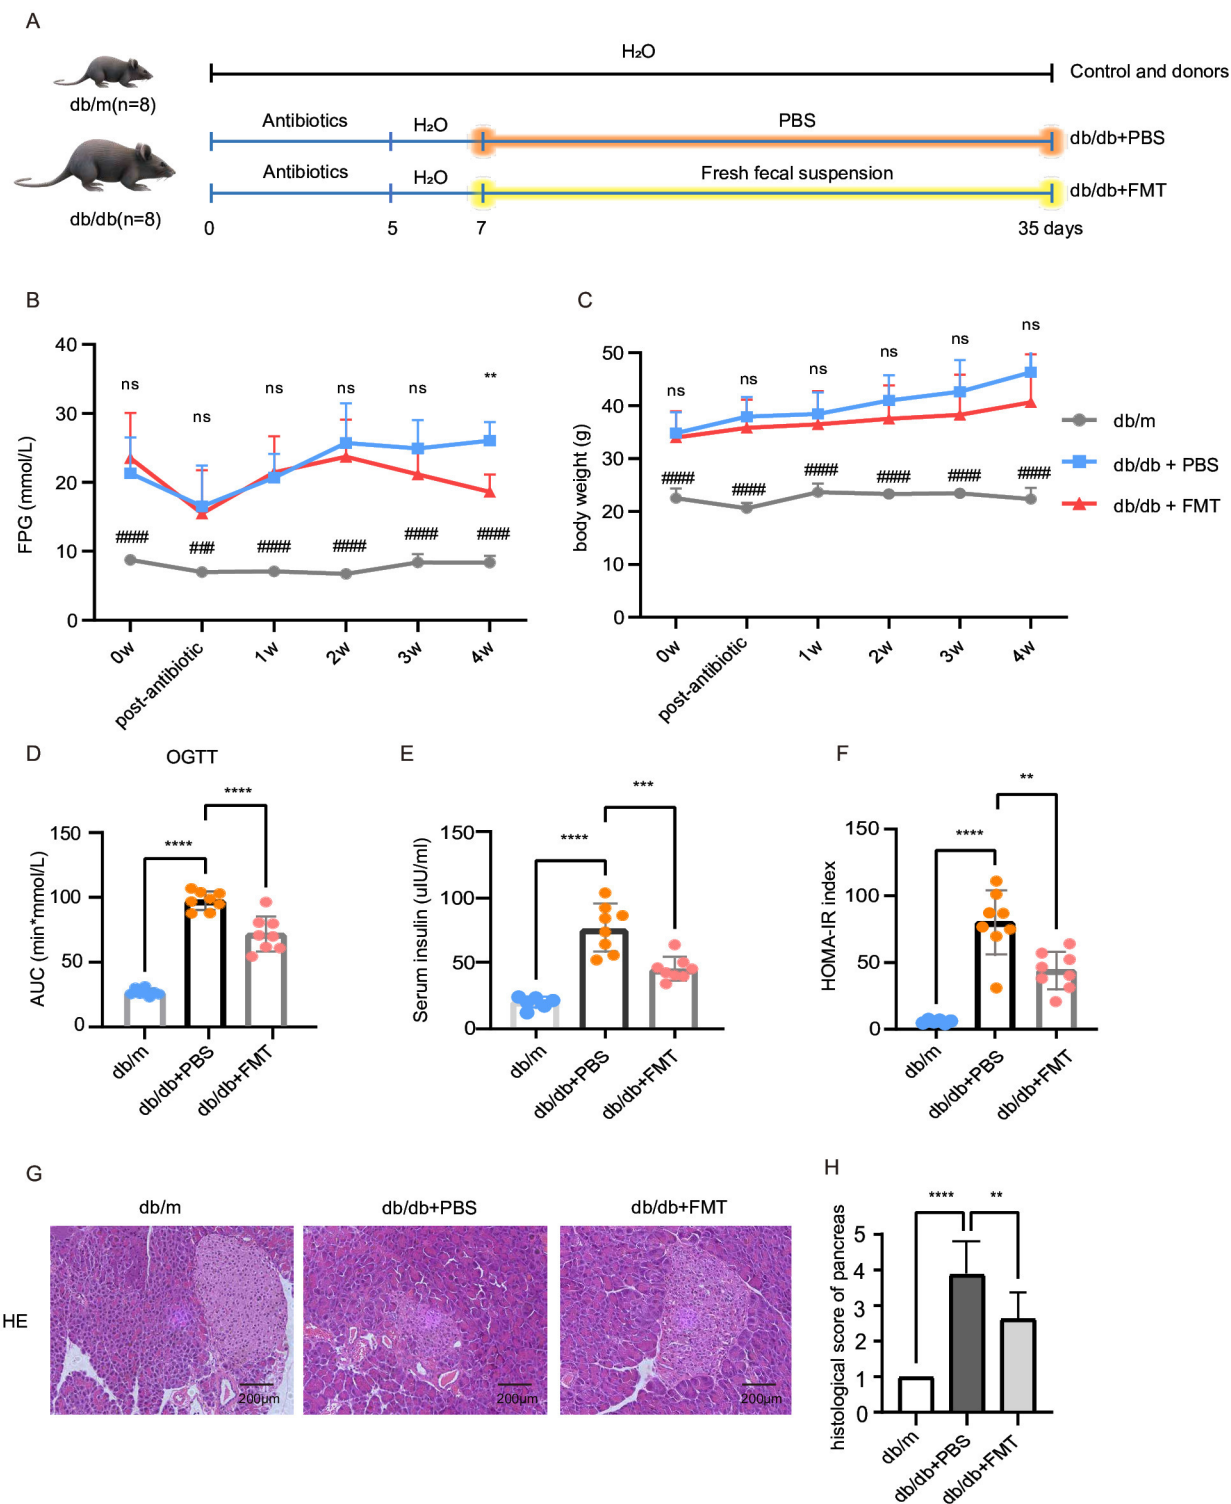 A
H₂O
Control and donors
db/m(n=8)
Antibiotics
H₂O
PBS
db/db+PBS
Antibiotics
H₂O
Fresh fecal suspension
db/db+FMT
db/db(n=8)
0
5
7
35 days
B
FPG (mmol/L)
40
30
20
10
0
ns
ns
ns
ns
ns
**
####
###
####
####
####
####
0w
post-antibiotic
1w
2w
3w
4w
C
body weight (g)
50
40
30
20
10
0
ns
ns
ns
ns
ns
ns
####
####
####
####
####
####
0w
post-antibiotic
1w
2w
3w
4w
db/m
db/db + PBS
db/db + FMT
D
OGTT
AUC (min*mmol/L)
150
100
50
0
****
****
db/m
db/db+PBS
db/db+FMT
E
Serum insulin (uIU/ml)
150
100
50
0
****
***
db/m
db/db+PBS
db/db+FMT
F
HOMA-IR index
150
100
50
0
****
**
db/m
db/db+PBS
db/db+FMT
G
db/m
db/db+PBS
db/db+FMT
HE
200μm
200μm
200μm
H
histological score of pancreas
5
4
3
2
1
0
****
**
db/m
db/db+PBS
db/db+FMT